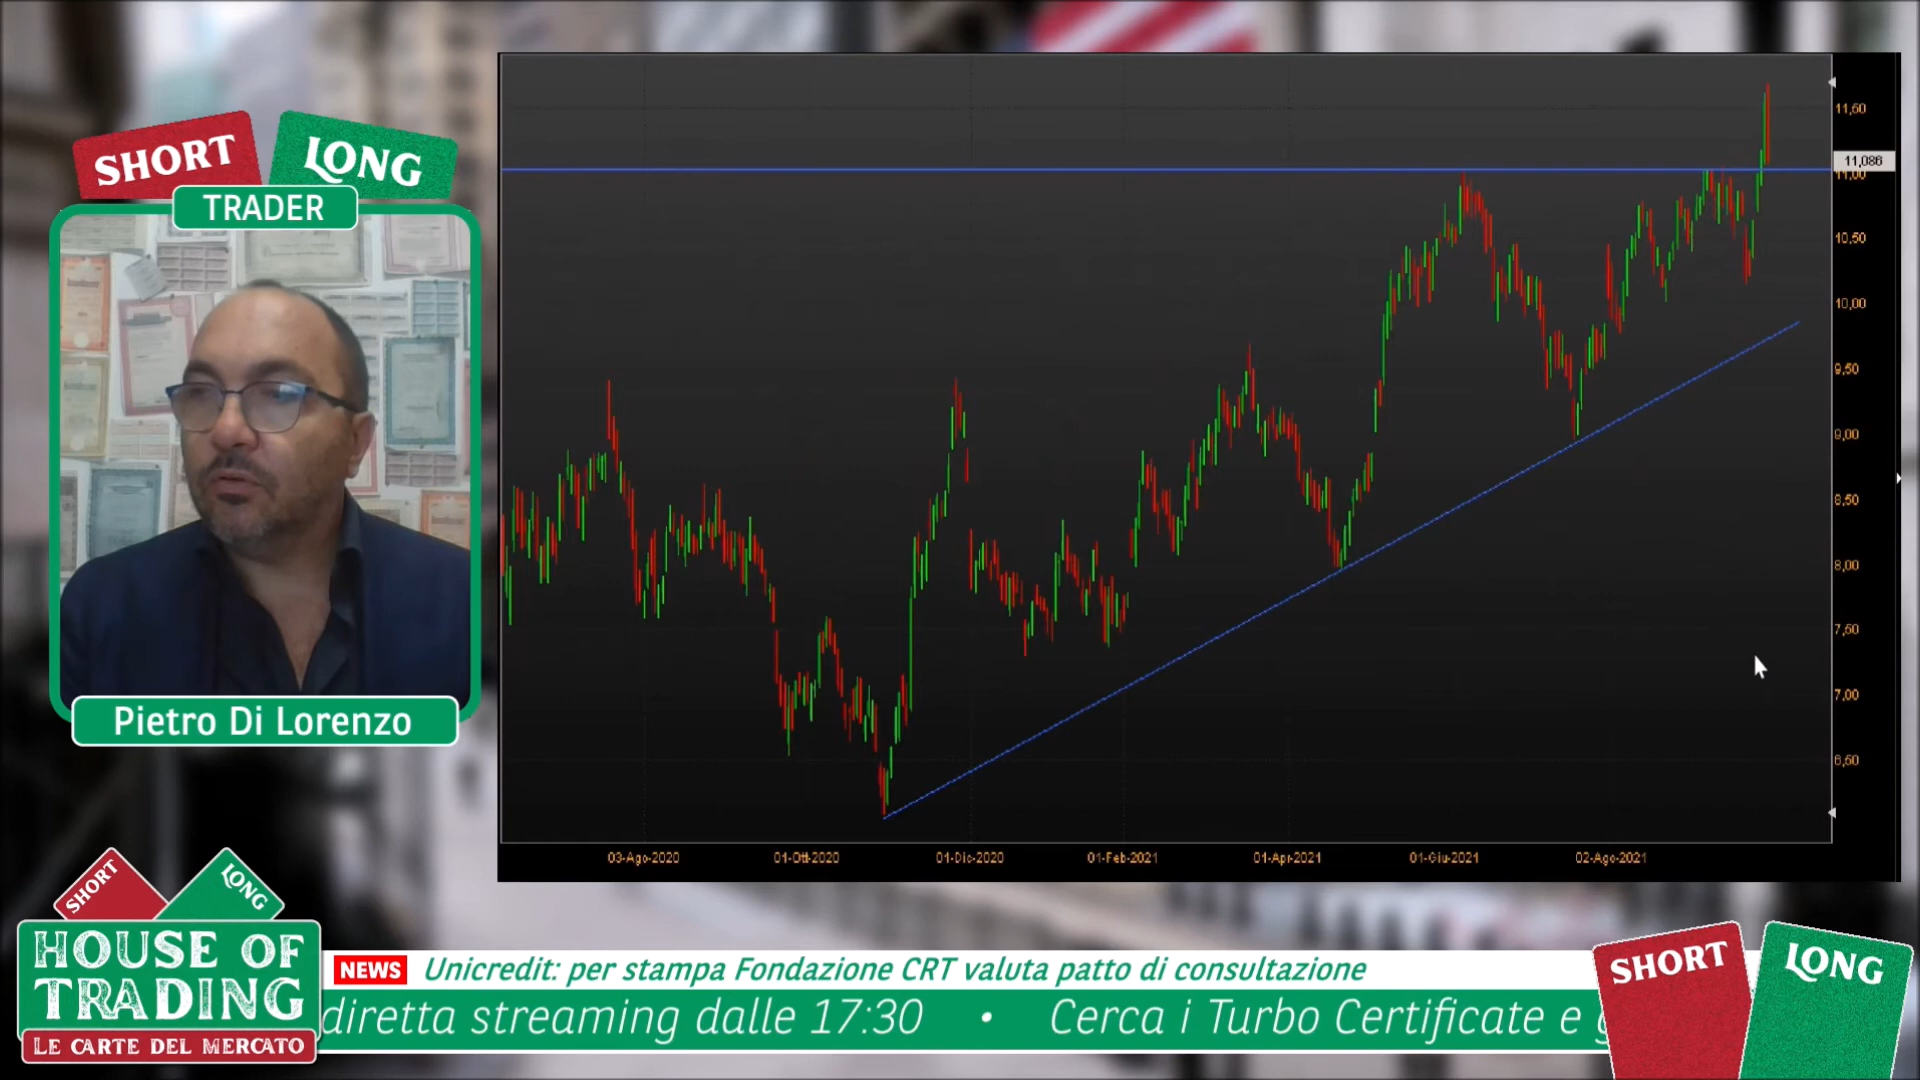 SHORT
LONG
TRADER
Pietro Di Lorenzo
11,50
11,086
11,00
10,50
10,00
9,50
9,00
8,50
8,00
7,50
7,00
6,50
03-Ago-2020
01-Ott-2020
01-Dic-2020
01-Feb-2021
01-Apr-2021
01-Giu-2021
02-Ago-2021
SHORT
LONG
HOUSE OF
TRADING
LE CARTE DEL MERCATO
NEWS Unicredit: per stampa Fondazione CRT valuta patto di consultazione
diretta streaming dalle 17:30 • Cerca i Turbo Certificate e
SHORT
LONG